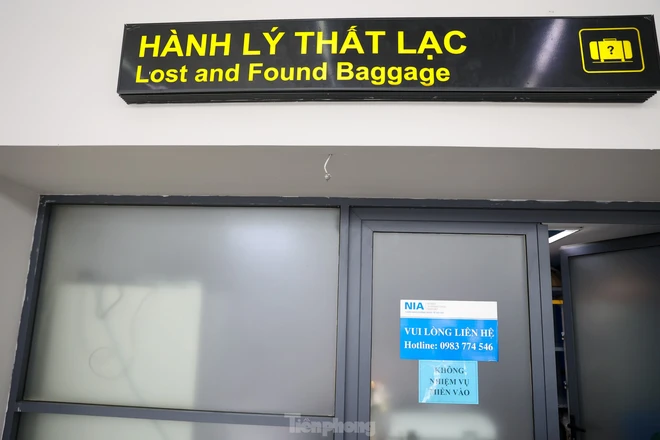 HÀNH LÝ THẤT LẠC
Lost and Found Baggage
?
NIA
VUI LÒNG LIÊN HỆ
Hotline: 0983 774 546
KHÔNG
NHIỆM VỤ
MIỄN VÀO
Tiền phong